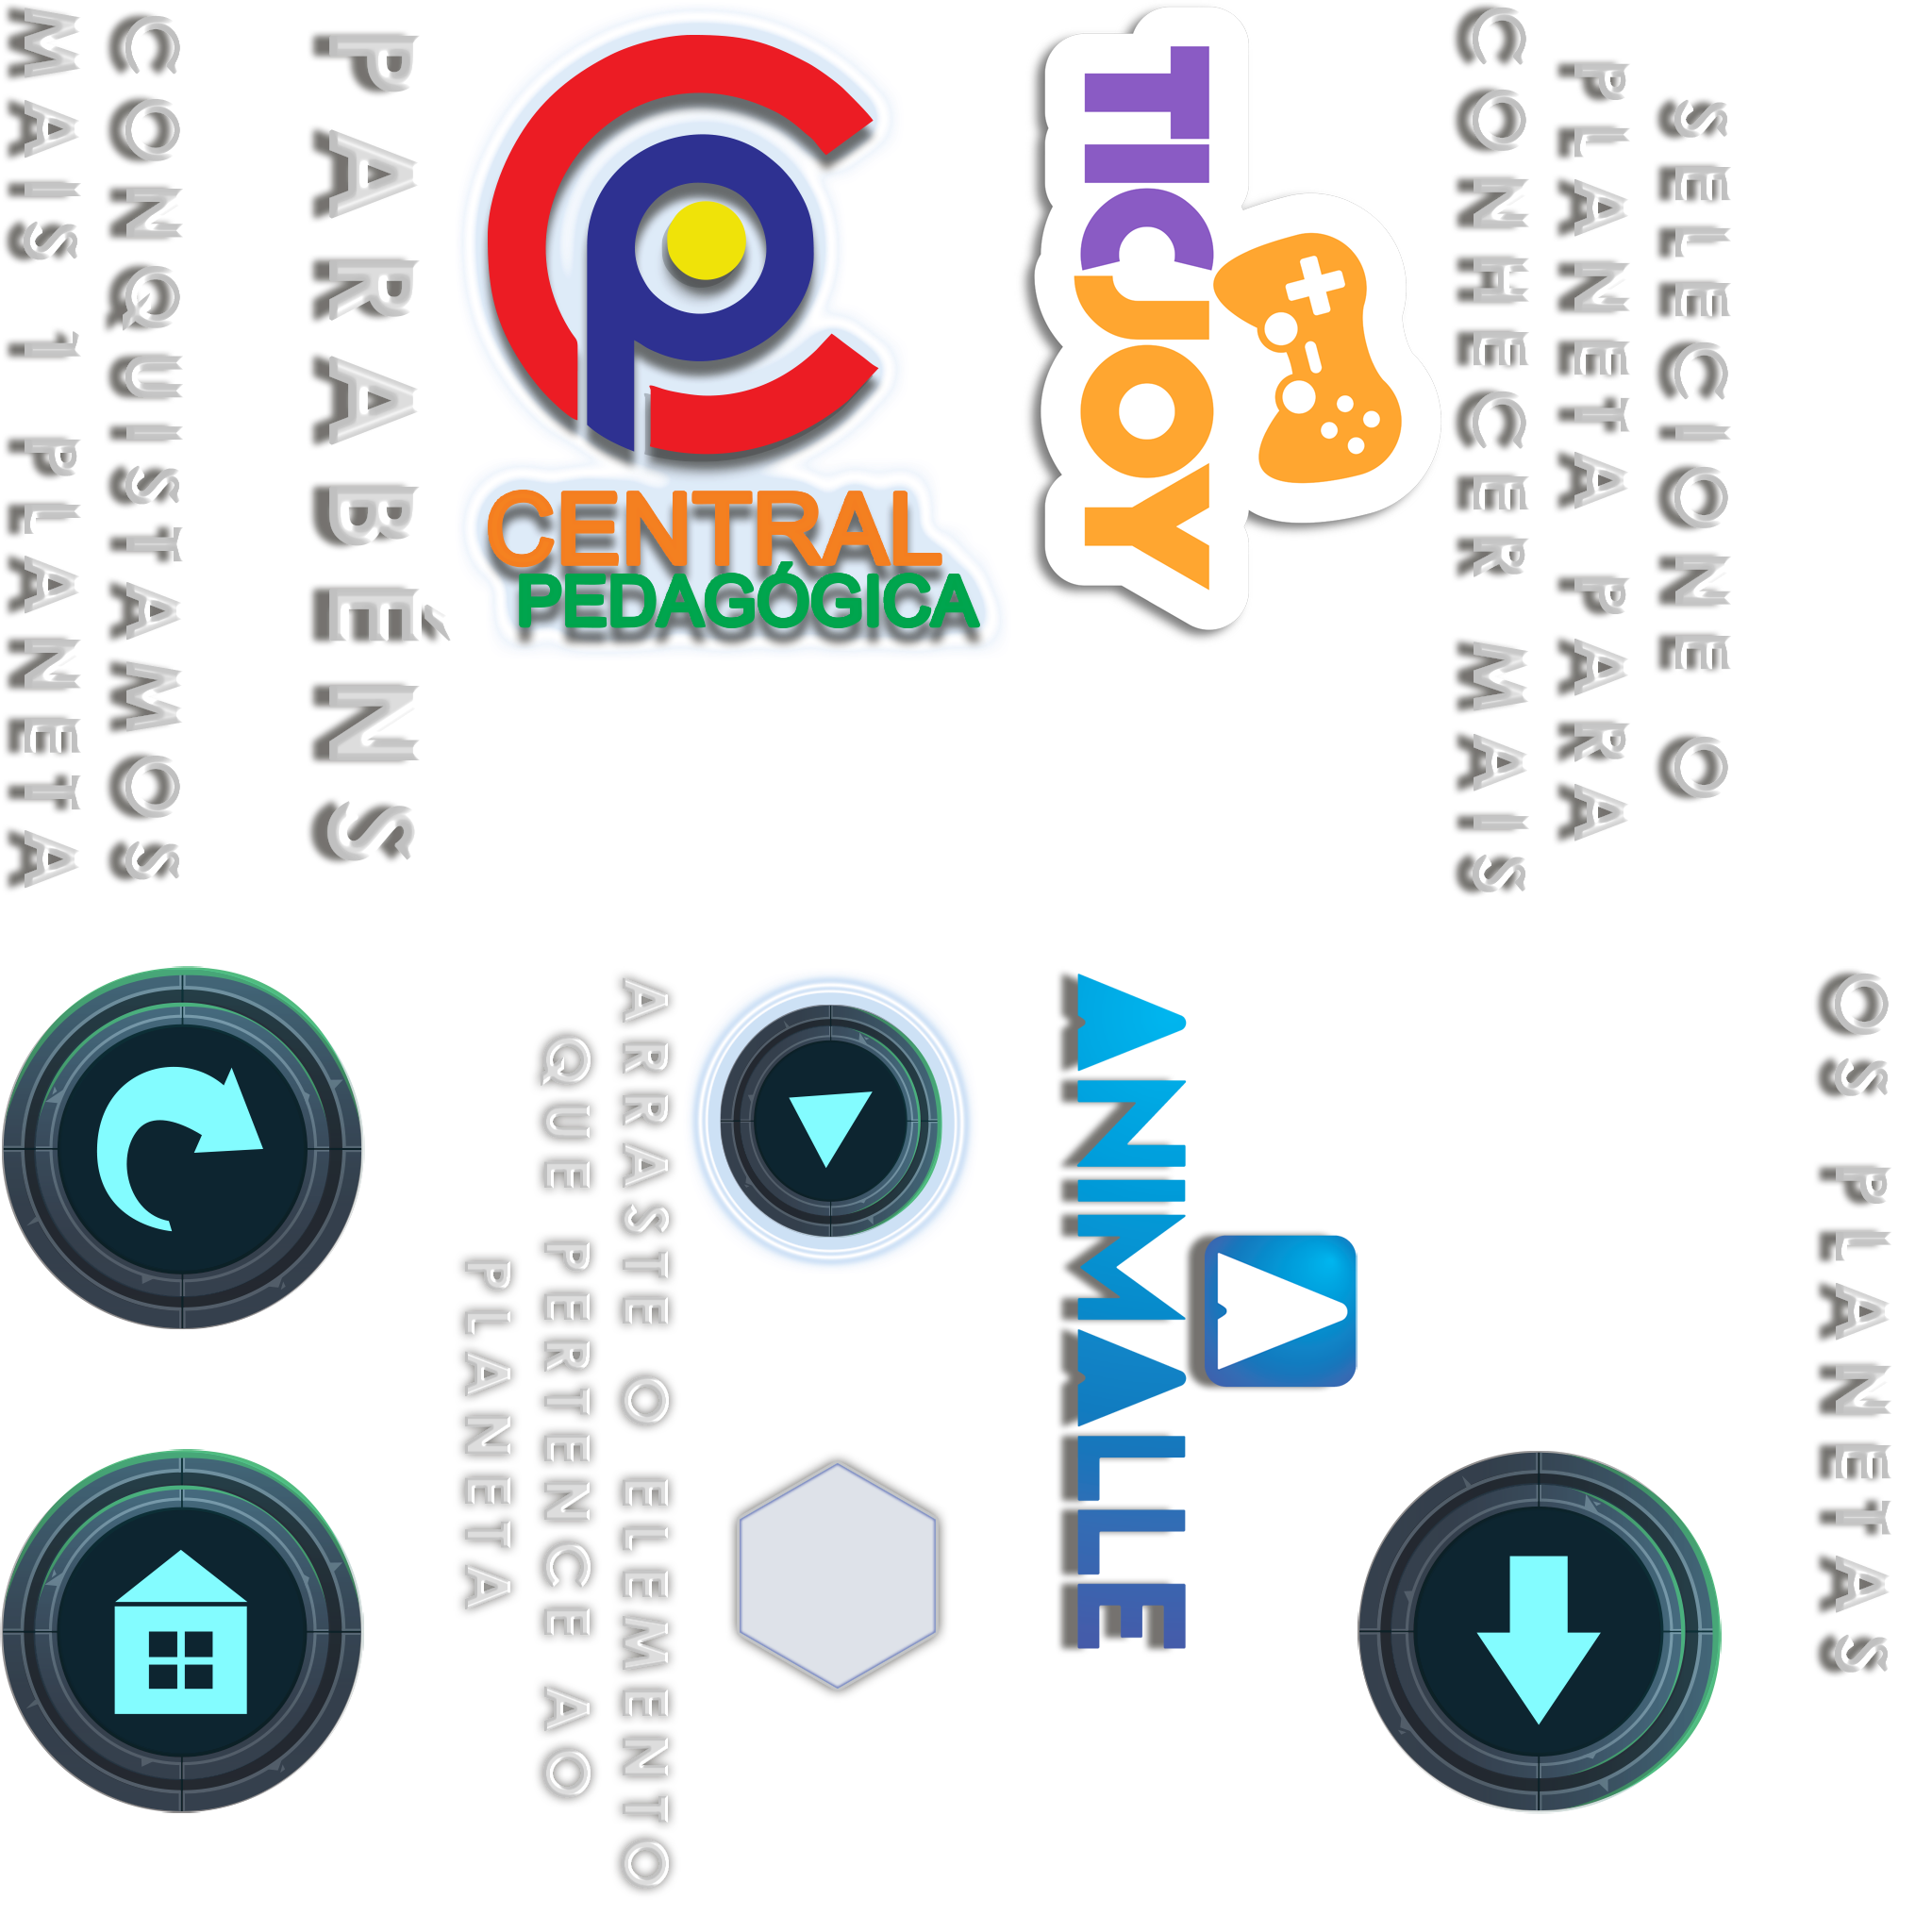 PARABÉNS
CONQUISTAMOS
MAIS 1 PLANETA
CENTRAL
PEDAGÓGICA
TICJOY
SELECIONE O
PLANETA PARA
CONHECER MAIS
ARRASTE O ELEMENTO
QUE PERTENCE AO
PLANETA
ANIMALLE
OS PLANETAS